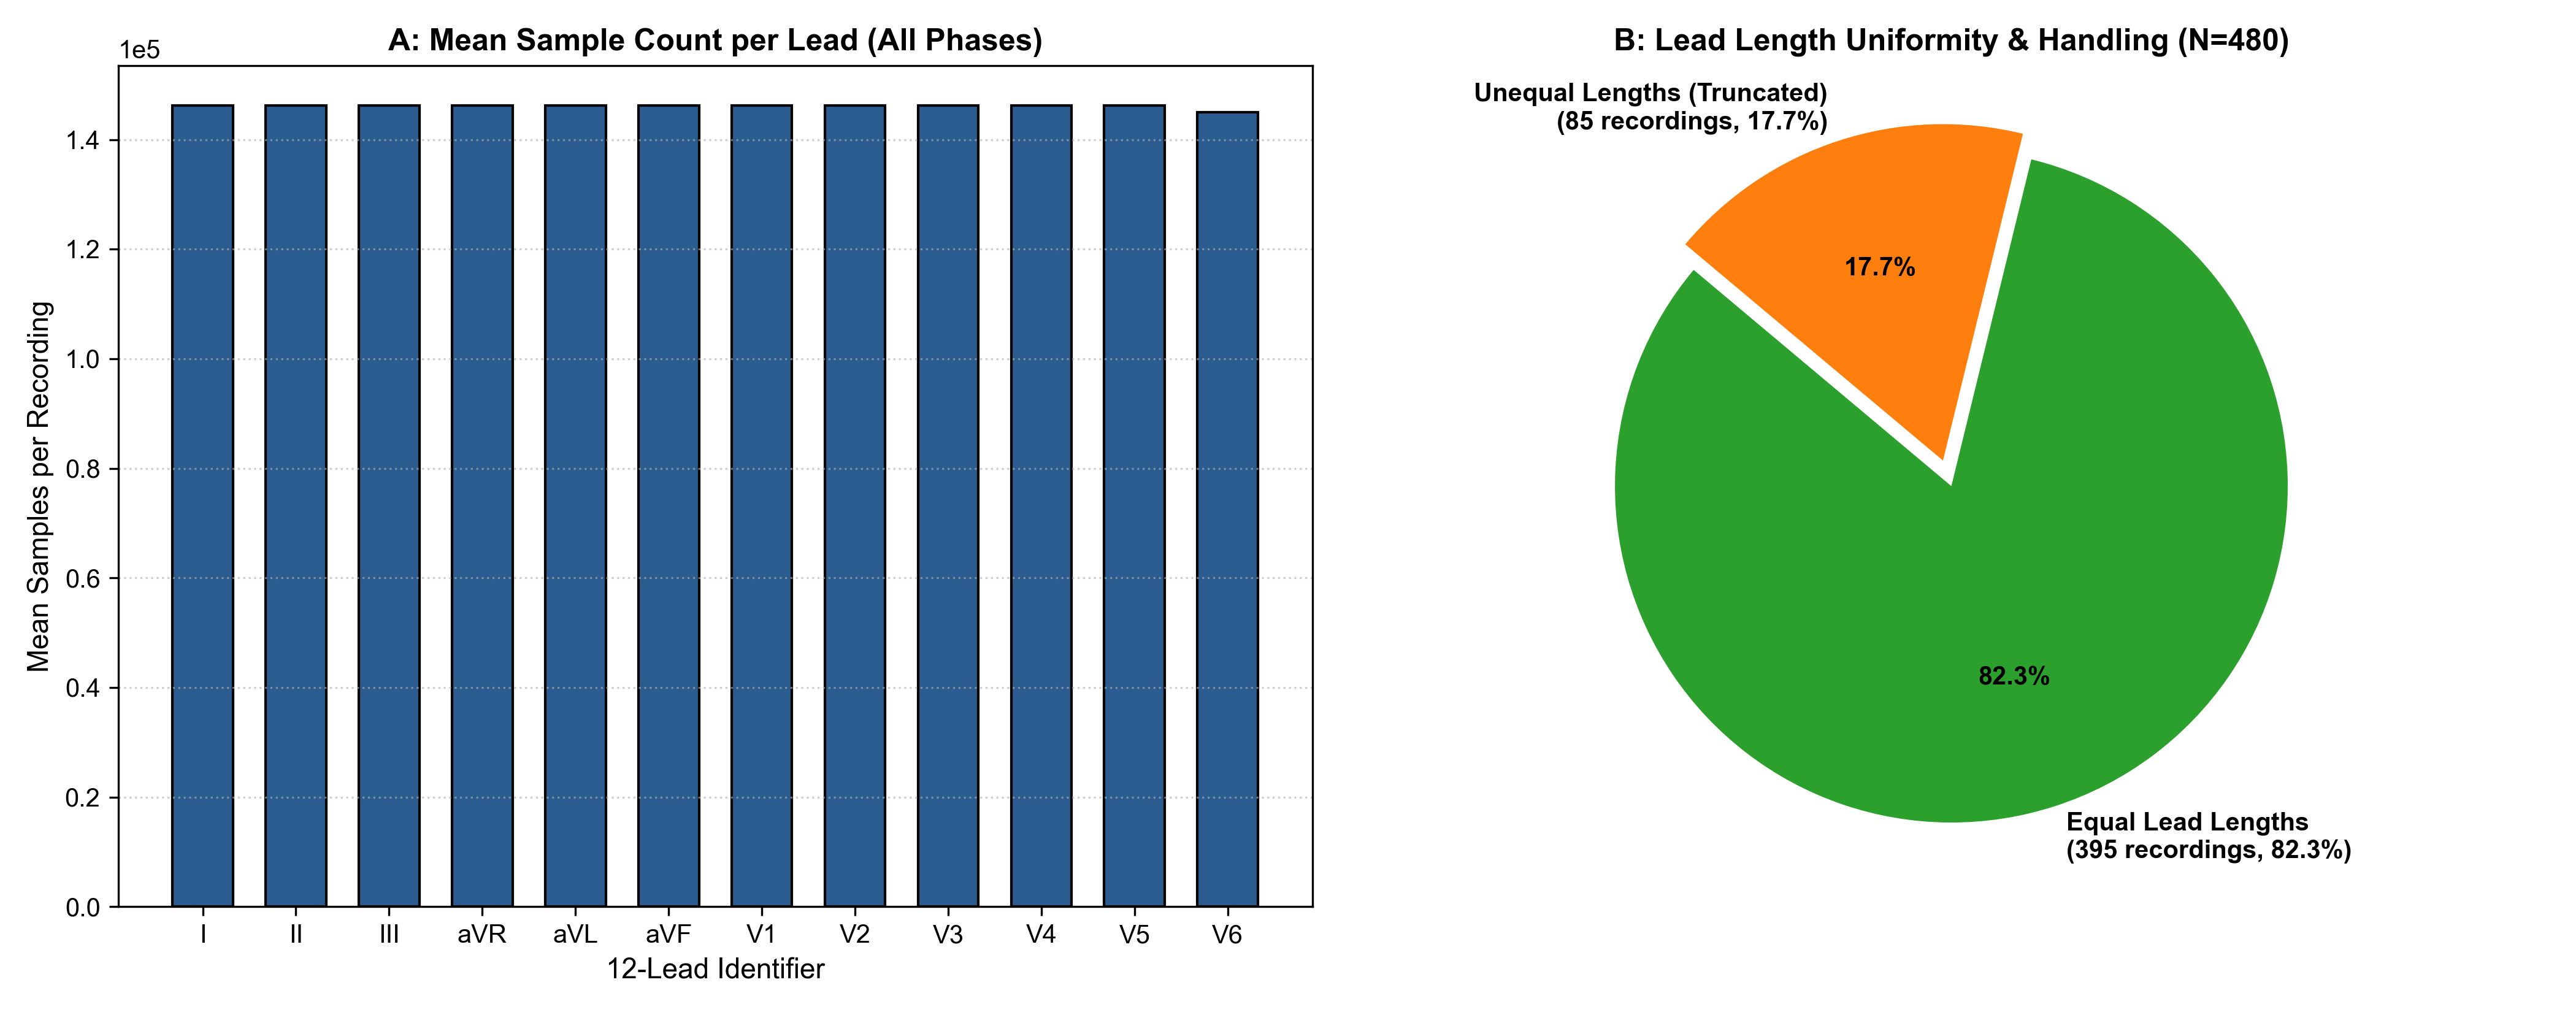 A: Mean Sample Count per Lead (All Phases)
1e5
1.4
1.2
1.0
0.8
0.6
0.4
0.2
0.0
Mean Samples per Recording
I II III aVR aVL aVF V1 V2 V3 V4 V5 V6
12-Lead Identifier
B: Lead Length Uniformity & Handling (N=480)
Unequal Lengths (Truncated)
(85 recordings, 17.7%)
17.7%
82.3%
Equal Lead Lengths
(395 recordings, 82.3%)